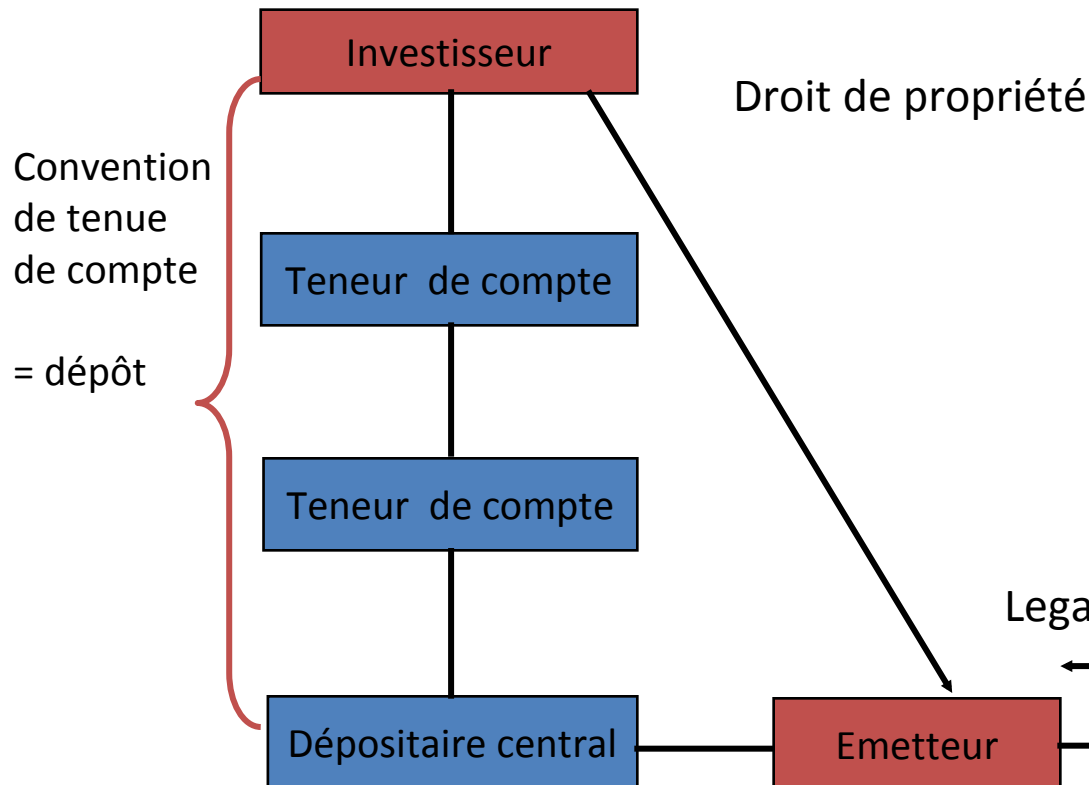 Investisseur
Droit de propriété
Convention
de tenue
de compte
= dépôt
Teneur de compte
Teneur de compte
Lega
Dépositaire central
Emetteur